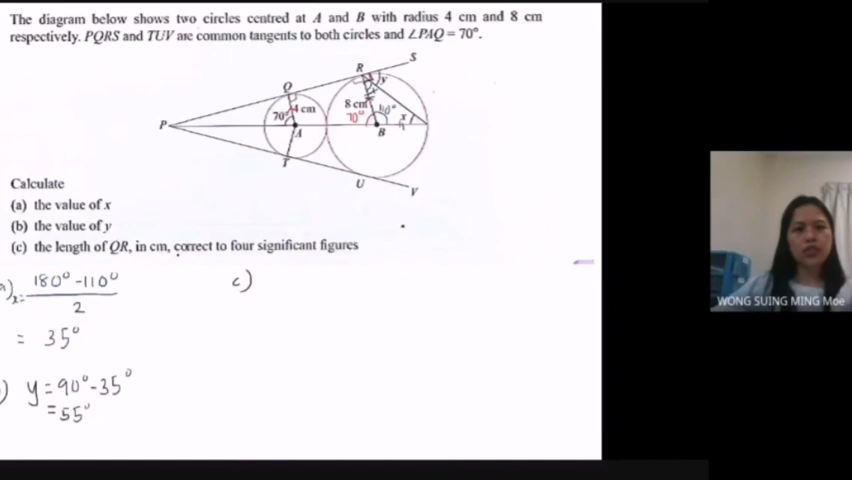 The diagram below shows two circles centred at A and B with radius 4 cm and 8 cm
respectively. PQRS and TUV are common tangents to both circles and ∠PAQ = 70°.
S
R
y
Q
x
4 cm
8 cm
70°
70°
110°
x
P
A
B
T
U
V
Calculate
(a) the value of x
(b) the value of y
(c) the length of QR, in cm, correct to four significant figures
a) x = 180° - 110°
2
c)
= 35°
) y = 90° - 35°
= 55°
WONG SUING MING Moe